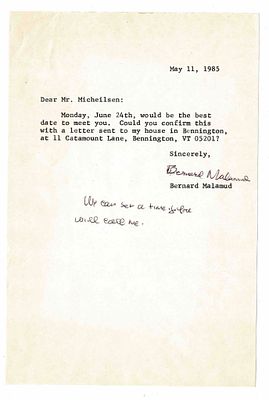 May 11, 1985
Dear Mr. Micheilsen:
Monday, June 24th, would be the best
date to meet you. Could you confirm this
with a letter sent to my house in Bennington,
at 11 Catamount Lane, Bennington, VT 05201?
Sincerely,
Bernard Malamud
Bernard Malamud
We can set a time if you
will call me.